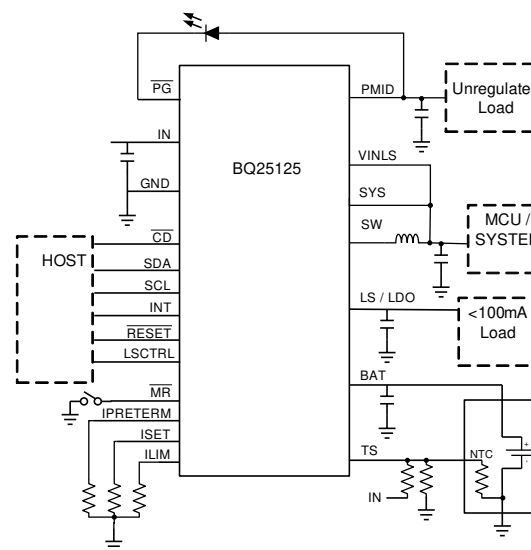 PG
PMID
Unregulate
Load
IN
BQ25125
VINLS
GND
SYS
SW
MCU /
SYSTE
CD
HOST
SDA
SCL
INT
LS / LDO
<100mA
Load
RESET
LSCTRL
MR
BAT
IPRETERM
ISET
TS
NTC
+
-
ILIM
IN